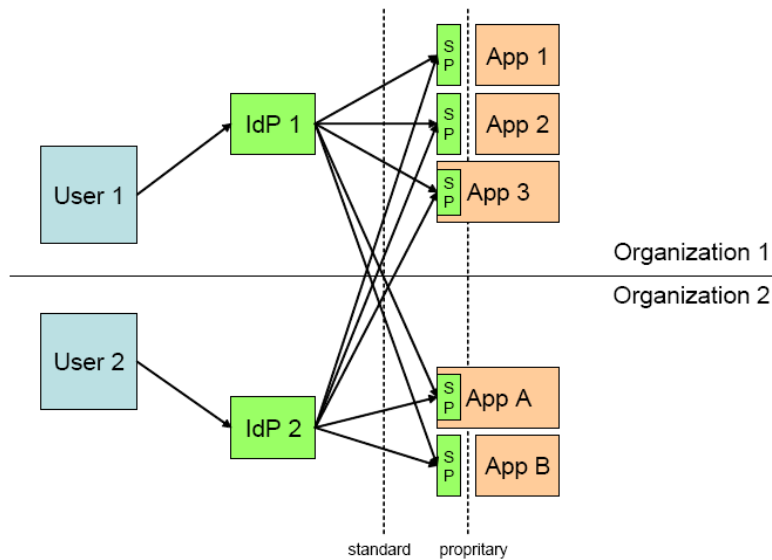 S
P
App 1
IdP 1
S
P
App 2
User 1
S
P
App 3
Organization 1
Organization 2
User 2
S
P
App A
IdP 2
S
P
App B
standard
propritary